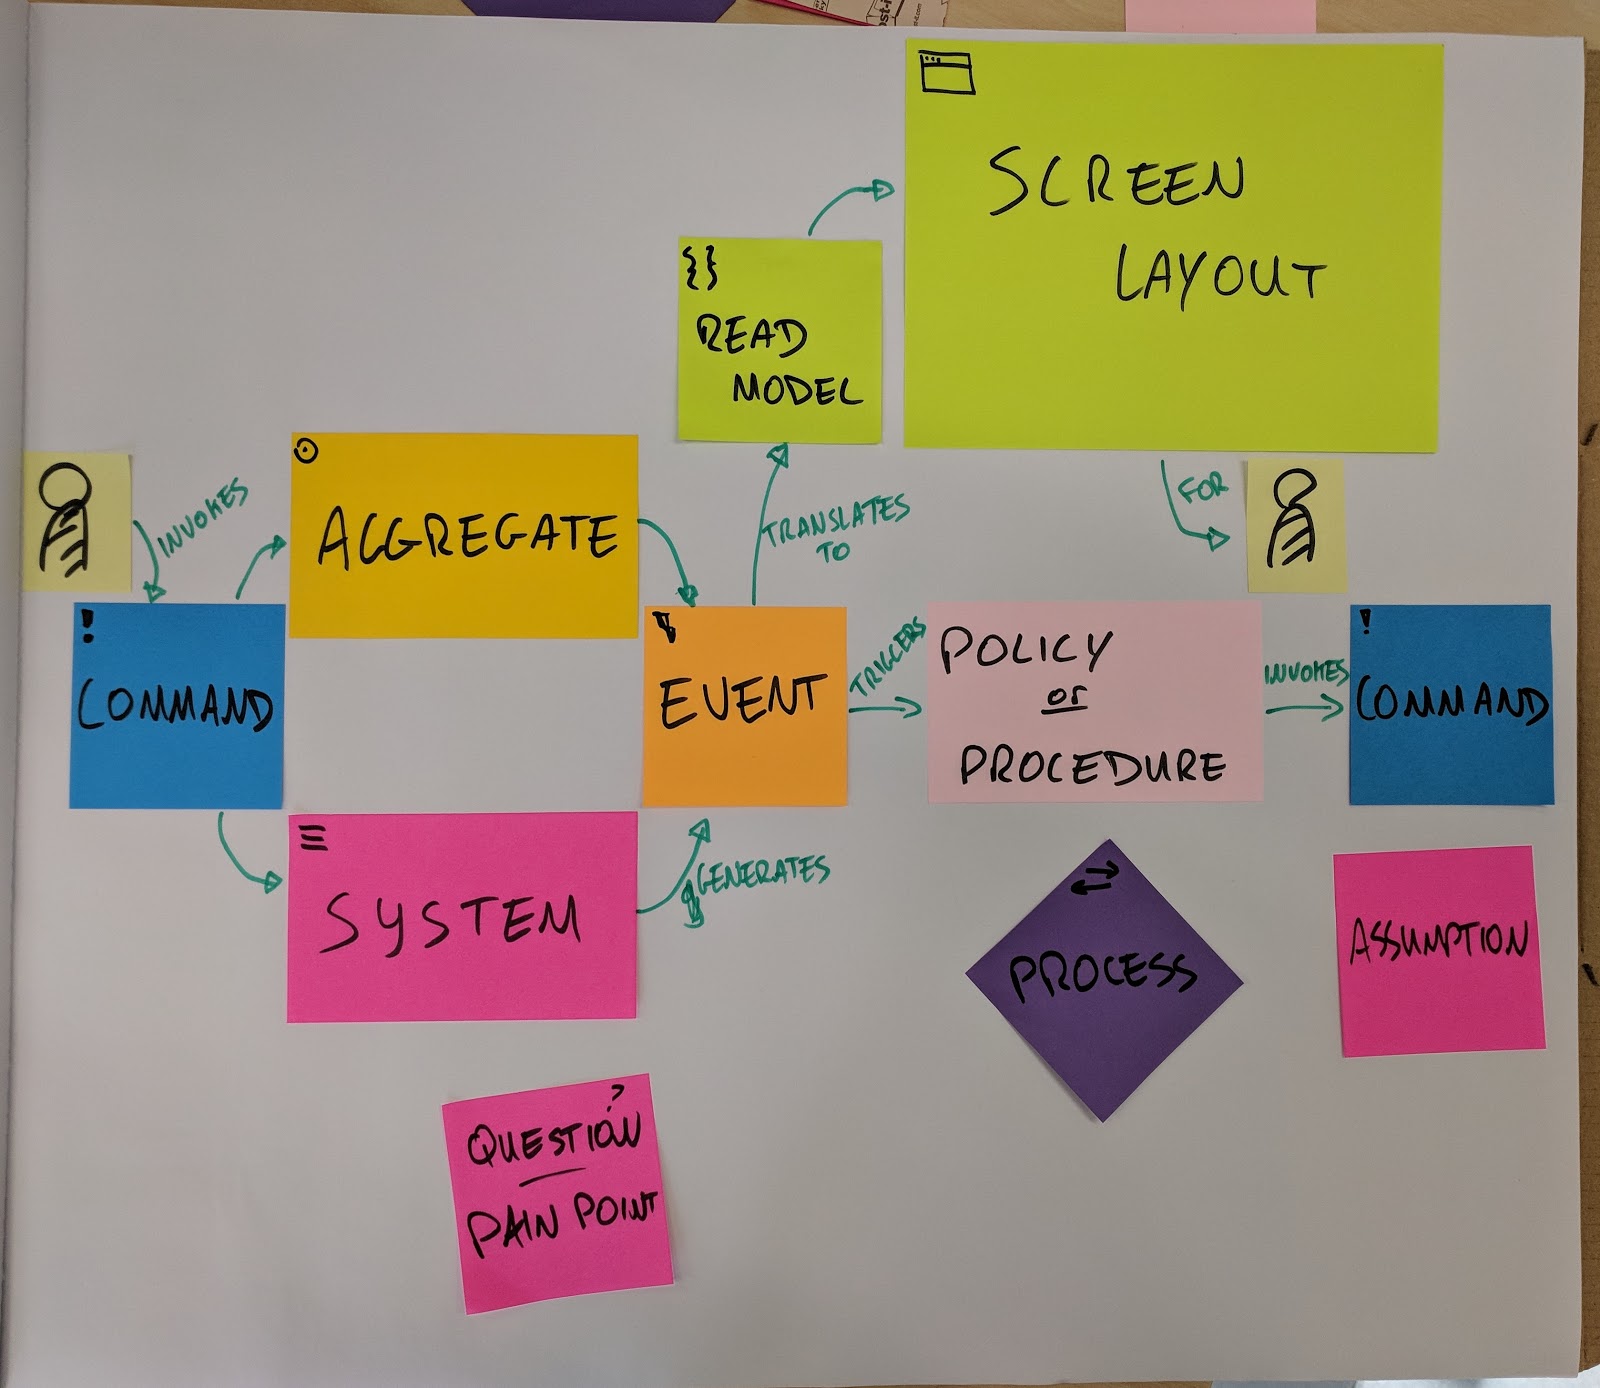 SCREEN
LAYOUT
{}
READ
MODEL
INVOKES
AGGREGATE
TRANSLATES
TO
FOR
!
COMMAND
EVENT
TRIGGERS
POLICY
OR
PROCEDURE
INVOKES
!
COMMAND
SYSTEM
GENERATES
PROCESS
ASSUMPTION
?
QUESTION
PAIN POINT